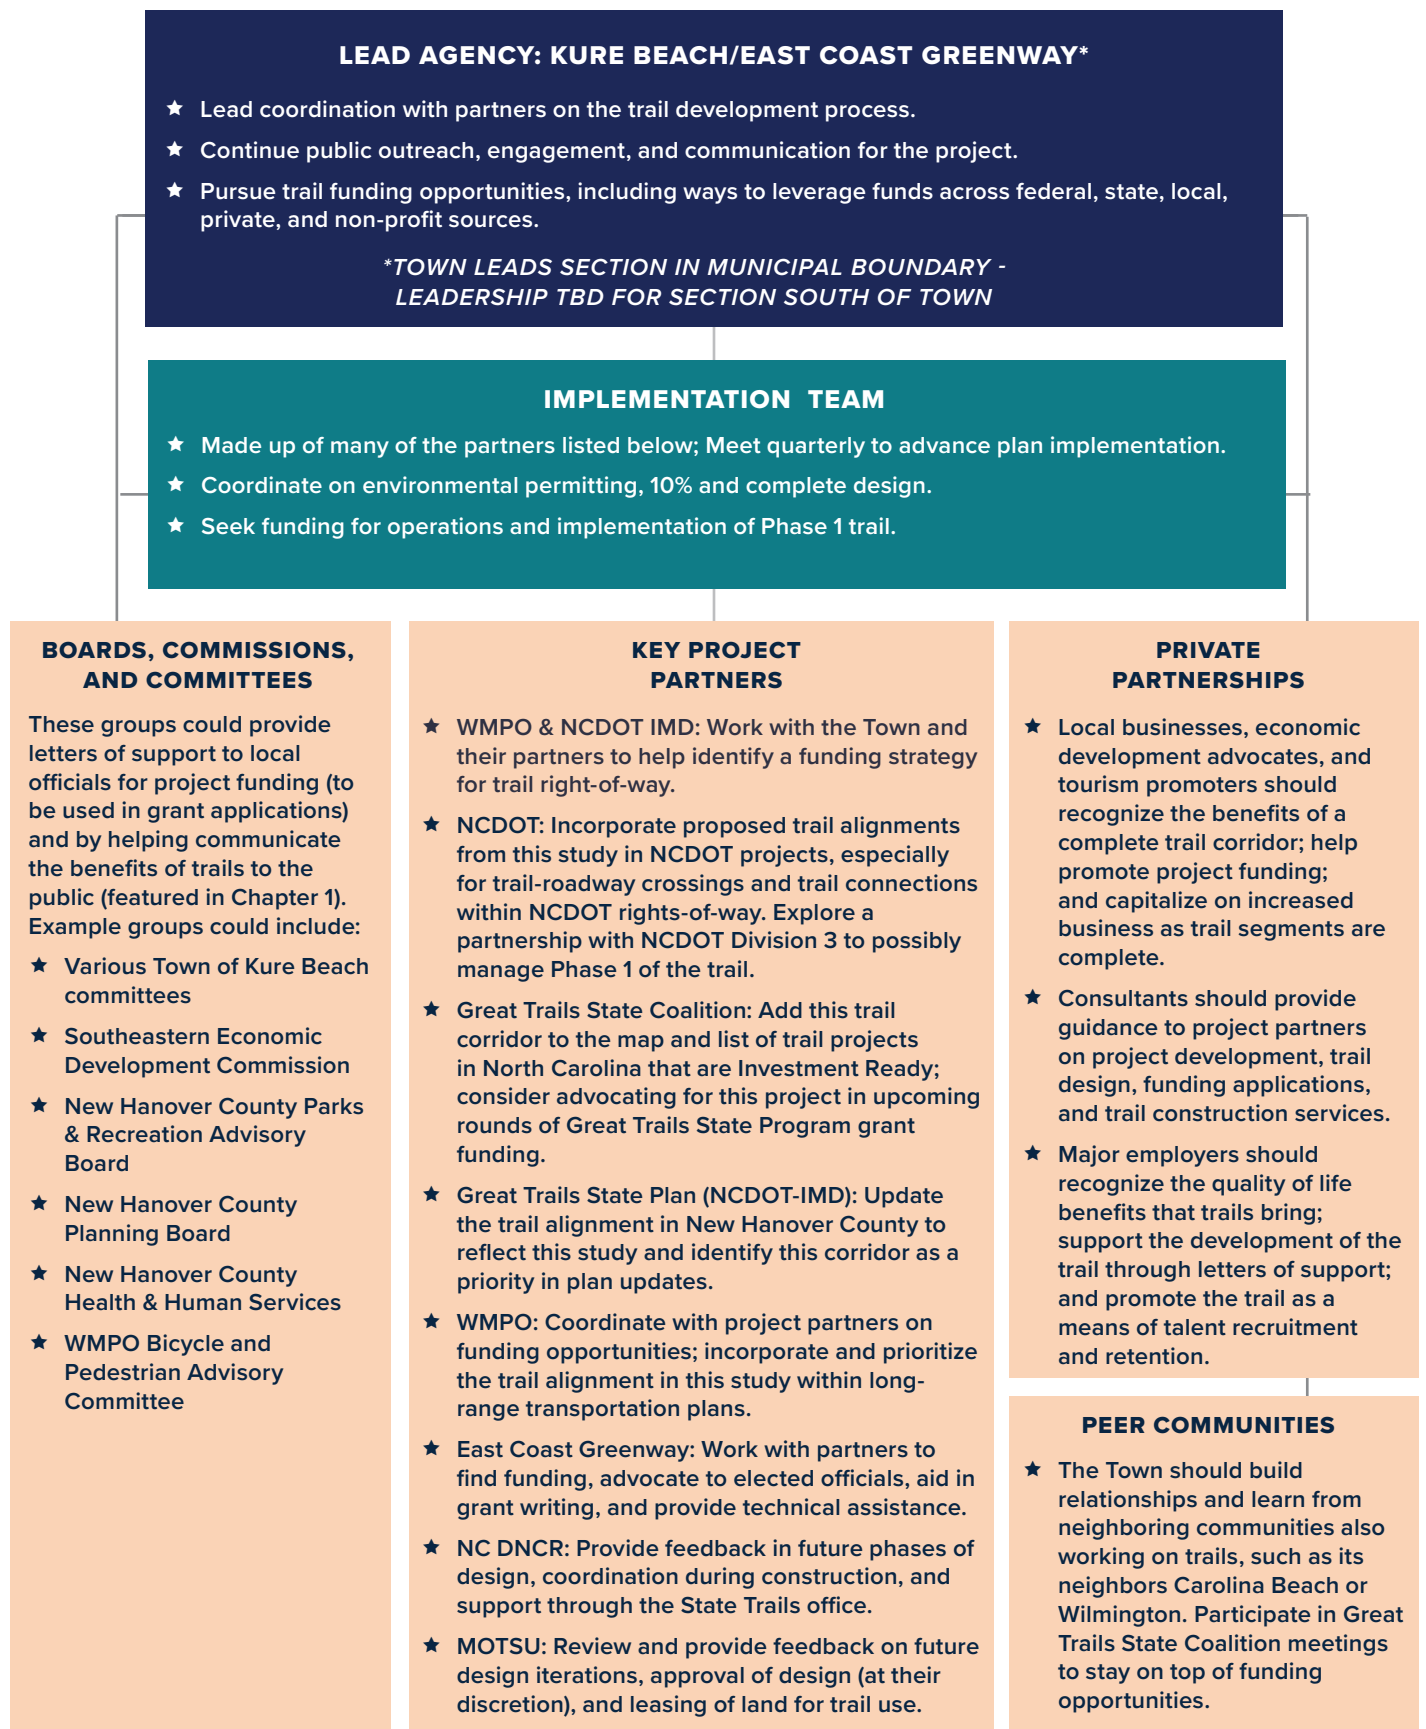 LEAD AGENCY: KURE BEACH/EAST COAST GREENWAY*
★ Lead coordination with partners on the trail development process.
★ Continue public outreach, engagement, and communication for the project.
★ Pursue trail funding opportunities, including ways to leverage funds across federal, state, local,
private, and non-profit sources.
*TOWN LEADS SECTION IN MUNICIPAL BOUNDARY -
LEADERSHIP TBD FOR SECTION SOUTH OF TOWN
IMPLEMENTATION TEAM
★ Made up of many of the partners listed below; Meet quarterly to advance plan implementation.
★ Coordinate on environmental permitting, 10% and complete design.
★ Seek funding for operations and implementation of Phase 1 trail.
BOARDS, COMMISSIONS,
AND COMMITTEES
These groups could provide
letters of support to local
officials for project funding (to
be used in grant applications)
and by helping communicate
the benefits of trails to the
public (featured in Chapter 1).
Example groups could include:
★ Various Town of Kure Beach
committees
★ Southeastern Economic
Development Commission
★ New Hanover County Parks
& Recreation Advisory
Board
★ New Hanover County
Planning Board
★ New Hanover County
Health & Human Services
★ WMPO Bicycle and
Pedestrian Advisory
Committee
KEY PROJECT
PARTNERS
★ WMPO & NCDOT IMD: Work with the Town and
their partners to help identify a funding strategy
for trail right-of-way.
★ NCDOT: Incorporate proposed trail alignments
from this study in NCDOT projects, especially
for trail-roadway crossings and trail connections
within NCDOT rights-of-way. Explore a
partnership with NCDOT Division 3 to possibly
manage Phase 1 of the trail.
★ Great Trails State Coalition: Add this trail
corridor to the map and list of trail projects
in North Carolina that are Investment Ready;
consider advocating for this project in upcoming
rounds of Great Trails State Program grant
funding.
★ Great Trails State Plan (NCDOT-IMD): Update
the trail alignment in New Hanover County to
reflect this study and identify this corridor as a
priority in plan updates.
★ WMPO: Coordinate with project partners on
funding opportunities; incorporate and prioritize
the trail alignment in this study within long-
range transportation plans.
★ East Coast Greenway: Work with partners to
find funding, advocate to elected officials, aid in
grant writing, and provide technical assistance.
★ NC DNCR: Provide feedback in future phases of
design, coordination during construction, and
support through the State Trails office.
★ MOTSU: Review and provide feedback on future
design iterations, approval of design (at their
discretion), and leasing of land for trail use.
PRIVATE
PARTNERSHIPS
★ Local businesses, economic
development advocates, and
tourism promoters should
recognize the benefits of a
complete trail corridor; help
promote project funding;
and capitalize on increased
business as trail segments are
complete.
★ Consultants should provide
guidance to project partners
on project development, trail
design, funding applications,
and trail construction services.
★ Major employers should
recognize the quality of life
benefits that trails bring;
support the development of the
trail through letters of support;
and promote the trail as a
means of talent recruitment
and retention.
PEER COMMUNITIES
★ The Town should build
relationships and learn from
neighboring communities also
working on trails, such as its
neighbors Carolina Beach or
Wilmington. Participate in Great
Trails State Coalition meetings
to stay on top of funding
opportunities.